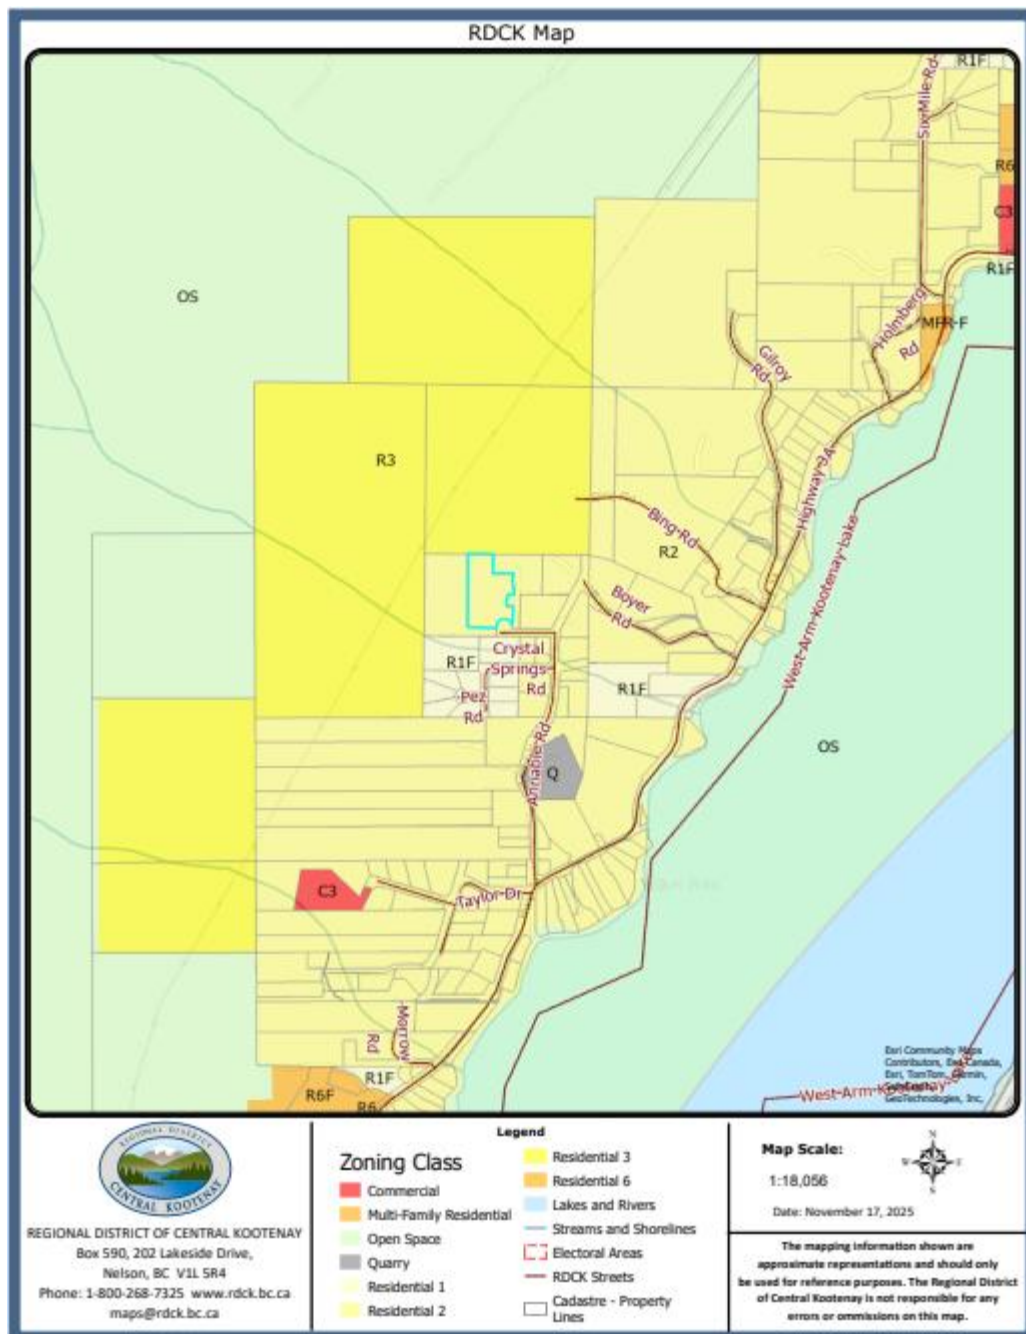 RDCK Map
R1F
Six Mile Rd
R6
C3
R1F
OS
Holmberg
Rd
MFR-F
Gilroy
Rd
R3
Highway 3A
Bing Rd
R2
West Arm Kootenay Lake
Boyer
Rd
Crystal
Springs
Rd
R1F
Pez
Rd
R1F
OS
Annable Rd
Q
C3
Taylor Dr
Morrow
Rd
R1F
R6F
R6
West Arm Kootenay Lake
Esri Community Maps
Contributors, Esri Canada,
Esri, TomTom, Garmin,
GeoTechnologies, Inc,
REGIONAL DISTRICT
CENTRAL KOOTENAY
REGIONAL DISTRICT OF CENTRAL KOOTENAY
Box 590, 202 Lakeside Drive,
Nelson, BC V1L 5R4
Phone: 1-800-268-7325 www.rdck.bc.ca
maps@rdck.bc.ca
Legend
Zoning Class
Commercial
Multi-Family Residential
Open Space
Quarry
Residential 1
Residential 2
Residential 3
Residential 6
Lakes and Rivers
Streams and Shorelines
Electoral Areas
RDCK Streets
Cadastre - Property
Lines
Map Scale:
1:18,056
N
W
E
S
Date: November 17, 2025
The mapping information shown are
approximate representations and should only
be used for reference purposes. The Regional District
of Central Kootenay is not responsible for any
errors or ommissions on this map.